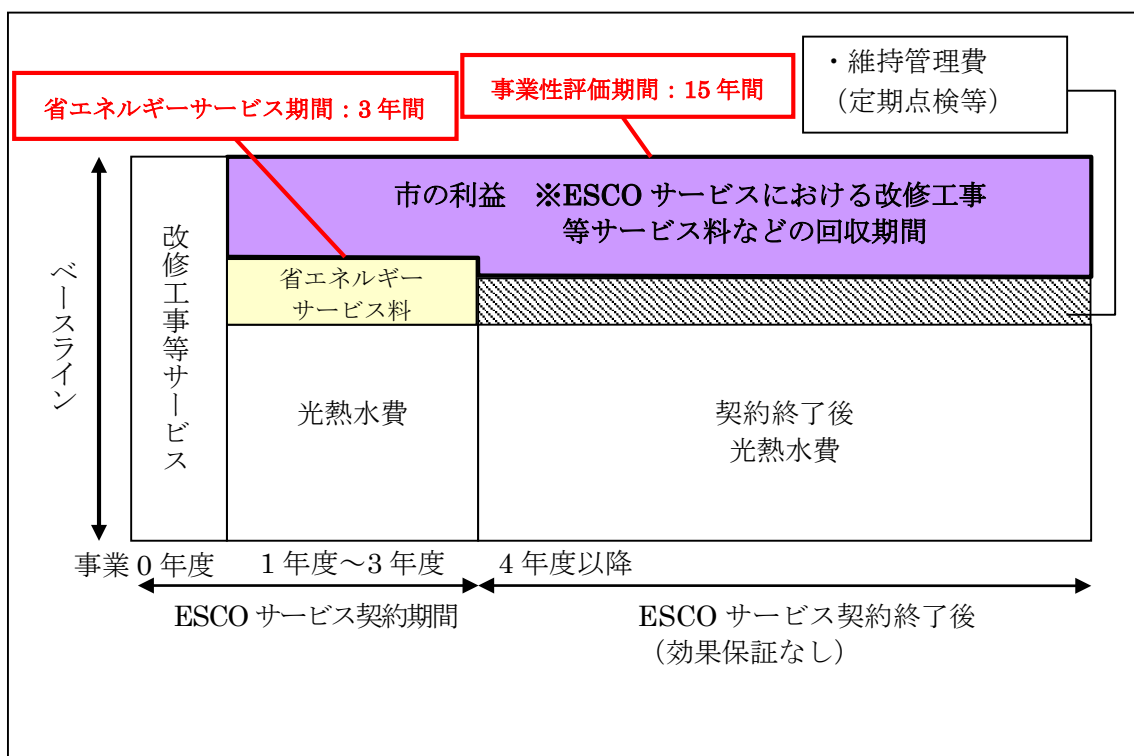 ・維持管理費
（定期点検等）
事業性評価期間：15年間
省エネルギーサービス期間：3年間
市の利益　※ESCOサービスにおける改修工事
等サービス料などの回収期間
改修工事等サービス
ベースライン
省エネルギー
サービス料
光熱水費
契約終了後
光熱水費
事業0年度
1年度～3年度
4年度以降
ESCOサービス契約期間
ESCOサービス契約終了後
（効果保証なし）